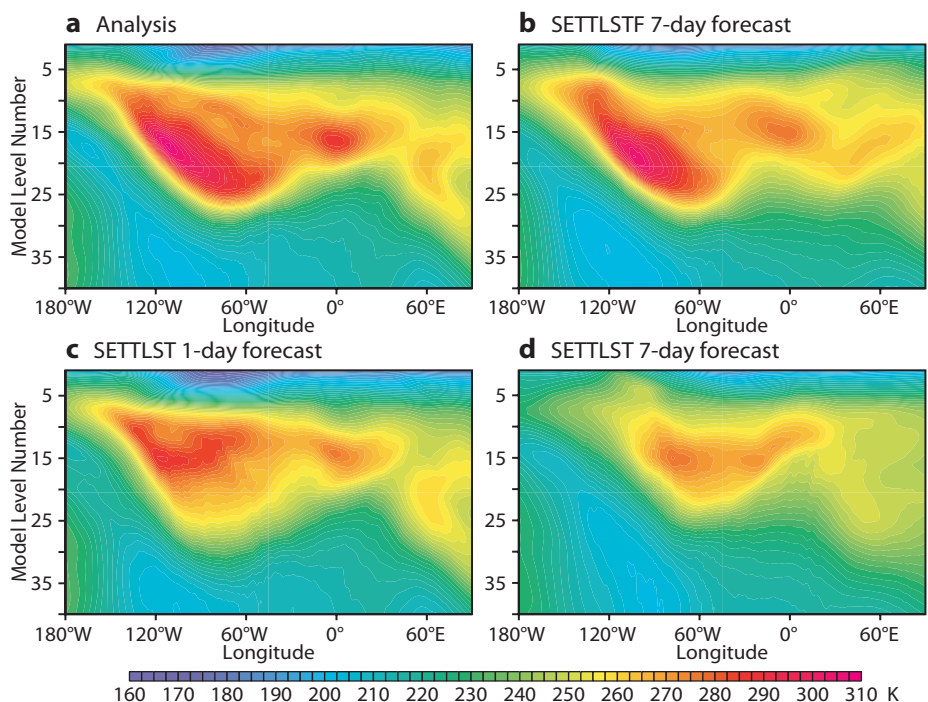 a Analysis
b SETTLSTF 7-day forecast
Model Level Number
5
15
25
35
180°W 120°W 60°W 0° 60°E
Longitude
5
15
25
35
180°W 120°W 60°W 0° 60°E
Longitude
c SETTLST 1-day forecast
d SETTLST 7-day forecast
Model Level Number
5
15
25
35
180°W 120°W 60°W 0° 60°E
Longitude
5
15
25
35
180°W 120°W 60°W 0° 60°E
Longitude
160 170 180 190 200 210 220 230 240 250 260 270 280 290 300 310 K